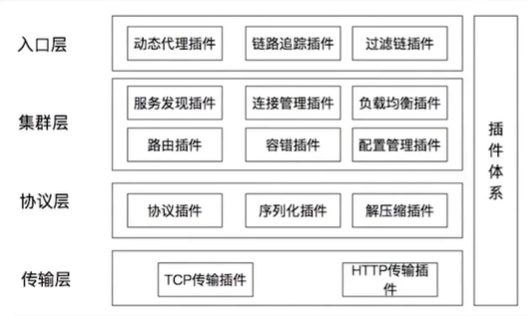 入口层
动态代理插件
链路追踪插件
过滤链插件
集群层
服务发现插件
连接管理插件
负载均衡插件
路由插件
容错插件
配置管理插件
协议层
协议插件
序列化插件
解压缩插件
传输层
TCP传输插件
HTTP传输插
件
插
件
体
系